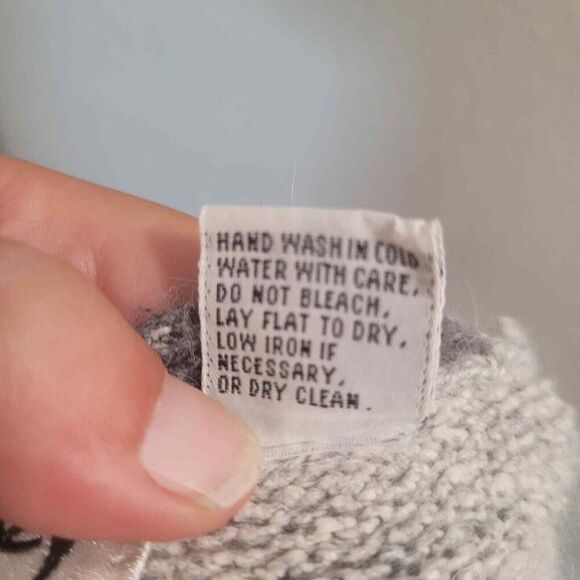 HAND WASH IN COLD
WATER WITH CARE.
DO NOT BLEACH.
LAY FLAT TO DRY.
LOW IRON IF
NECESSARY.
OR DRY CLEAN.